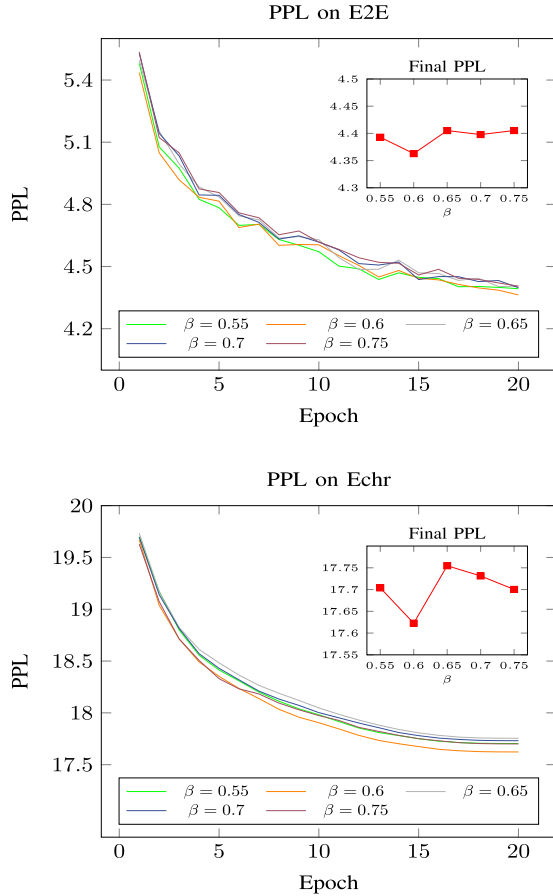 PPL on E2E
5.4
5.1
4.8
4.5
4.2
PPL
Final PPL
4.5
4.45
4.4
4.35
4.3
0.55 0.6 0.65 0.7 0.75
β
β = 0.55 β = 0.6 β = 0.65
β = 0.7 β = 0.75
0 5 10 15 20
Epoch
PPL on Echr
20
19.5
19
18.5
18
17.5
PPL
Final PPL
17.75
17.7
17.65
17.6
17.55
0.55 0.6 0.65 0.7 0.75
β
β = 0.55 β = 0.6 β = 0.65
β = 0.7 β = 0.75
0 5 10 15 20
Epoch